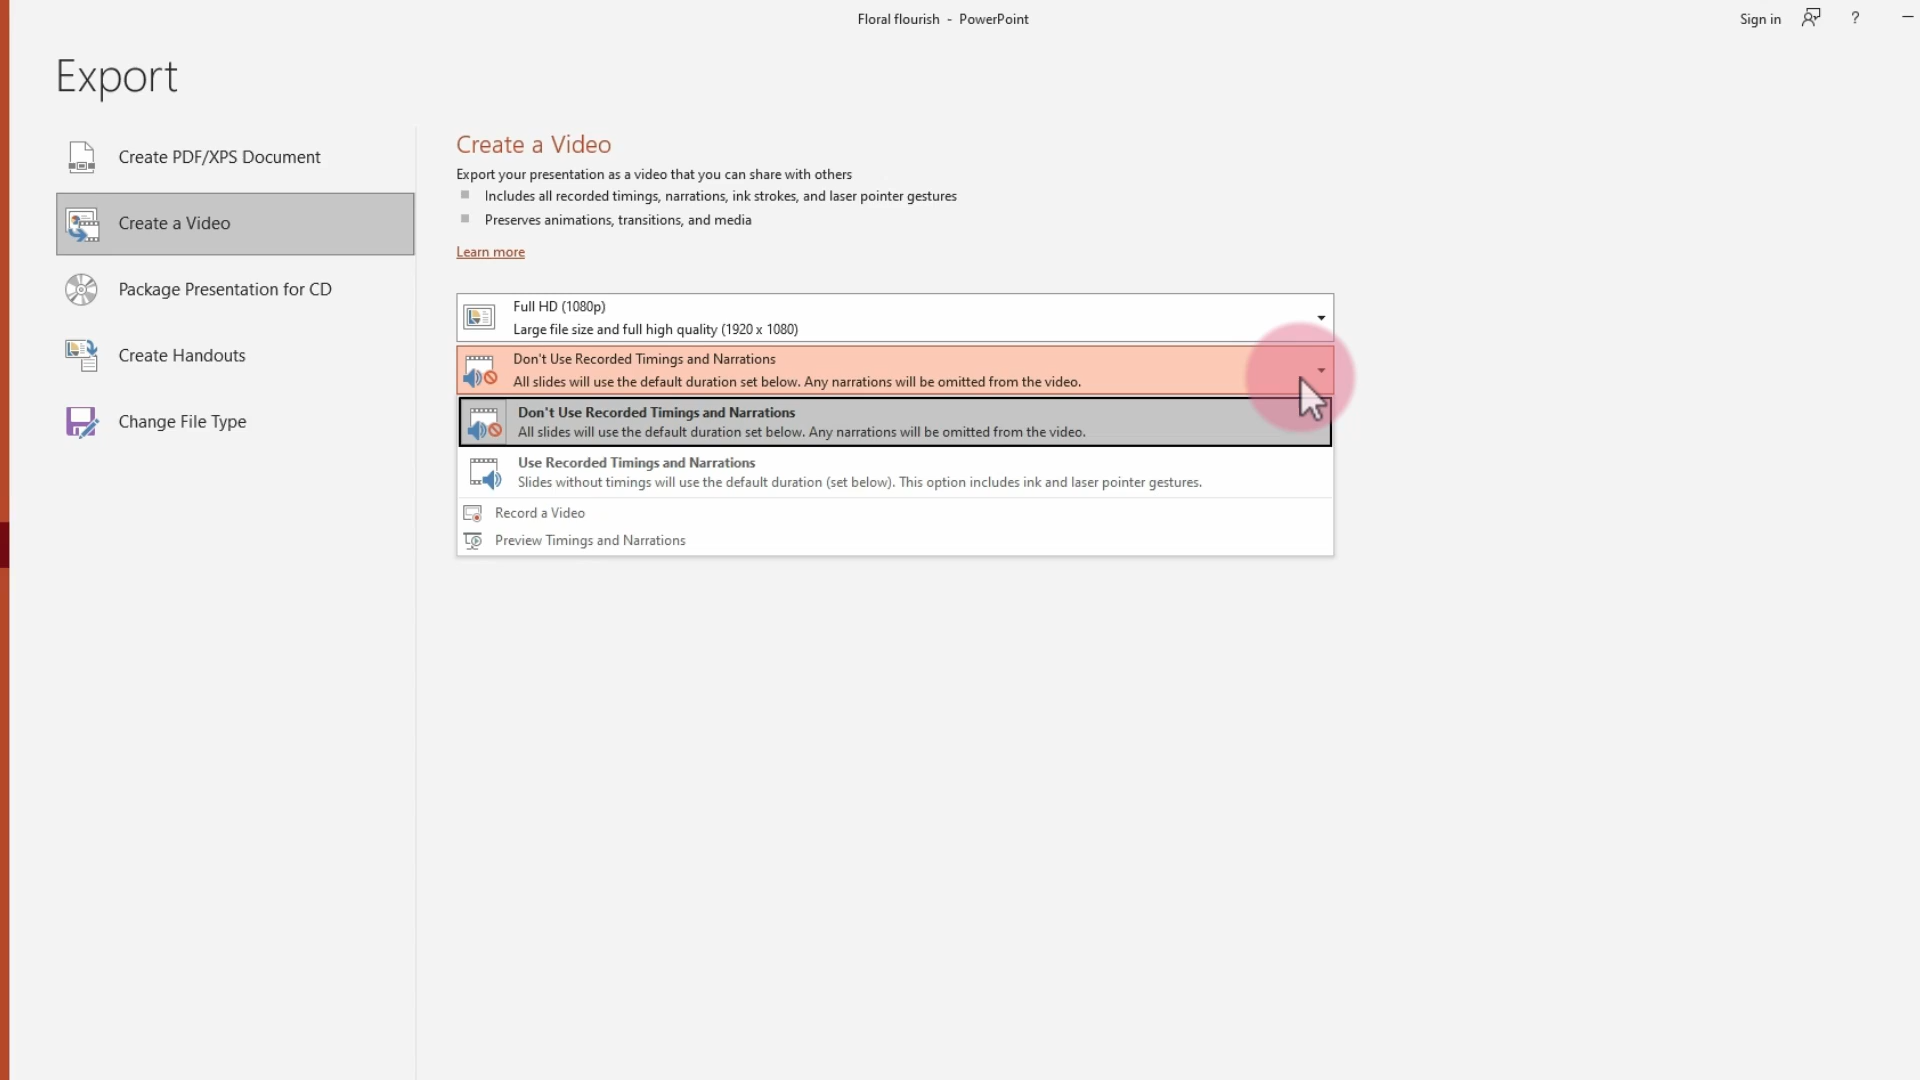 Floral flourish - PowerPoint
Sign in
?
Export
Create PDF/XPS Document
Create a Video
Package Presentation for CD
Create Handouts
Change File Type
Create a Video
Export your presentation as a video that you can share with others
Includes all recorded timings, narrations, ink strokes, and laser pointer gestures
Preserves animations, transitions, and media
Learn more
Full HD (1080p)
Large file size and full high quality (1920 x 1080)
Don't Use Recorded Timings and Narrations
All slides will use the default duration set below. Any narrations will be omitted from the video.
Don't Use Recorded Timings and Narrations
All slides will use the default duration set below. Any narrations will be omitted from the video.
Use Recorded Timings and Narrations
Slides without timings will use the default duration (set below). This option includes ink and laser pointer gestures.
Record a Video
Preview Timings and Narrations